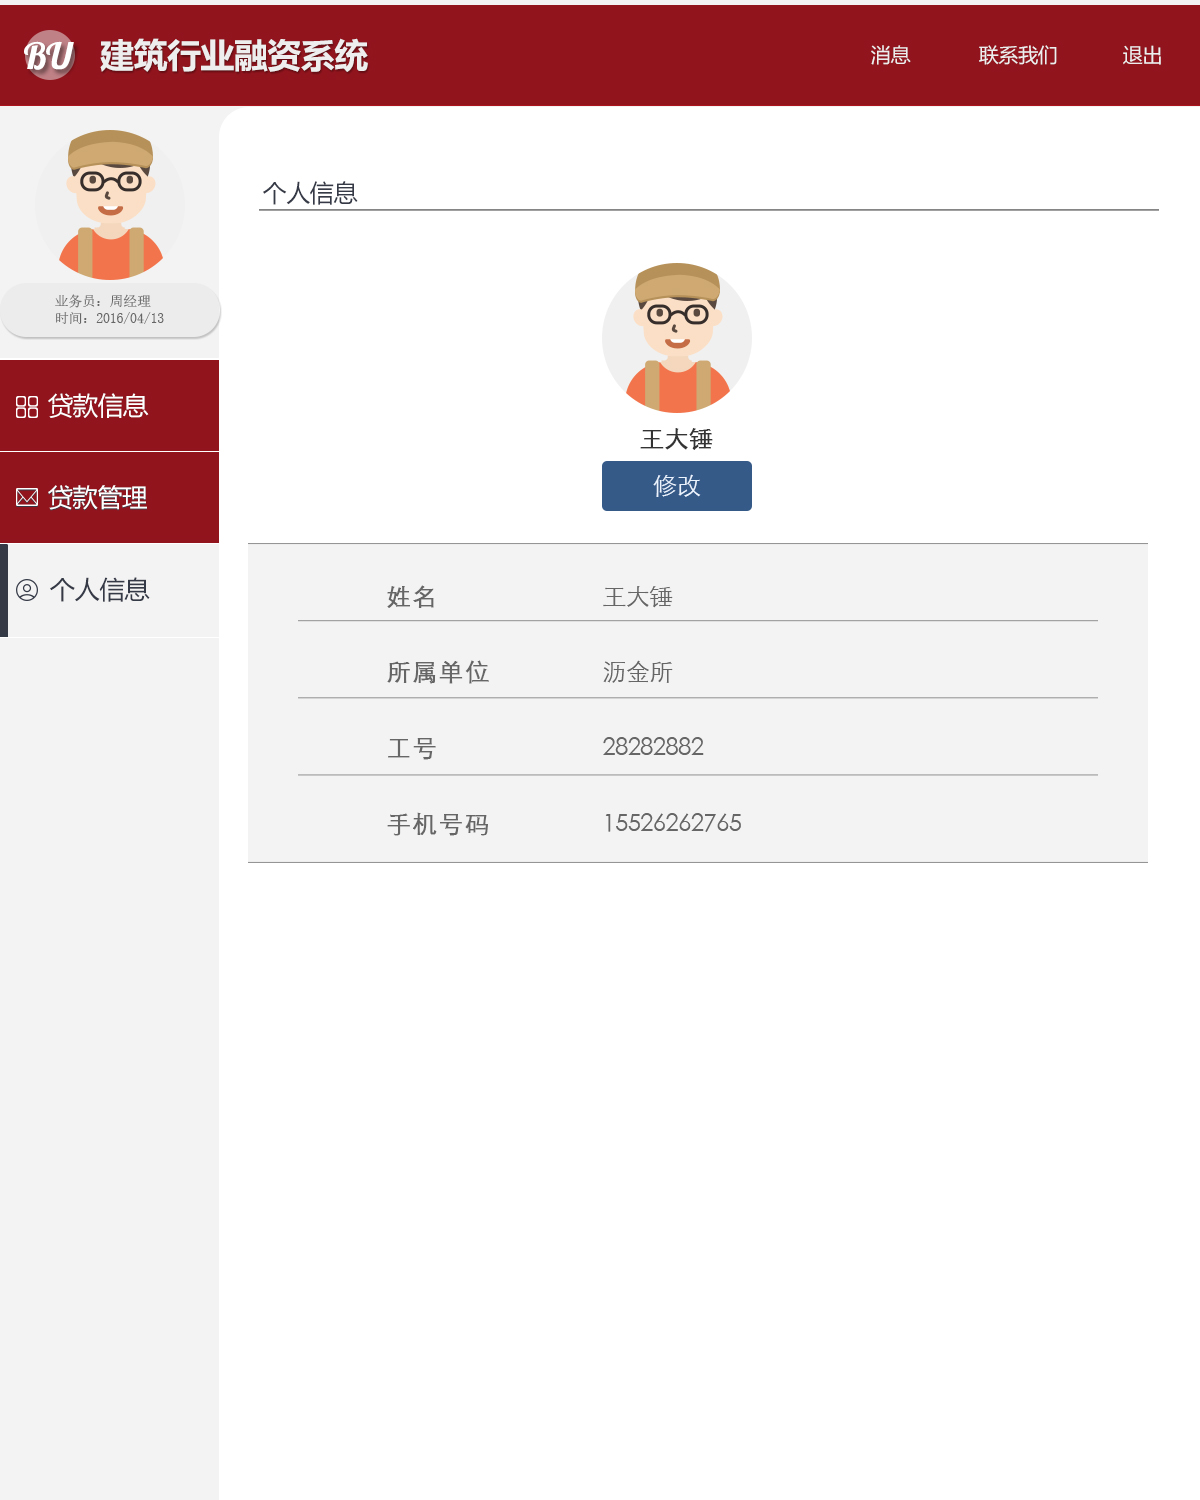 BU 建筑行业融资系统 消息 联系我们 退出
业务员：周经理
时间：2016/04/13
贷款信息
贷款管理
个人信息
个人信息
王大锤
修改
姓名 王大锤
所属单位 沥金所
工号 28282882
手机号码 15526262765